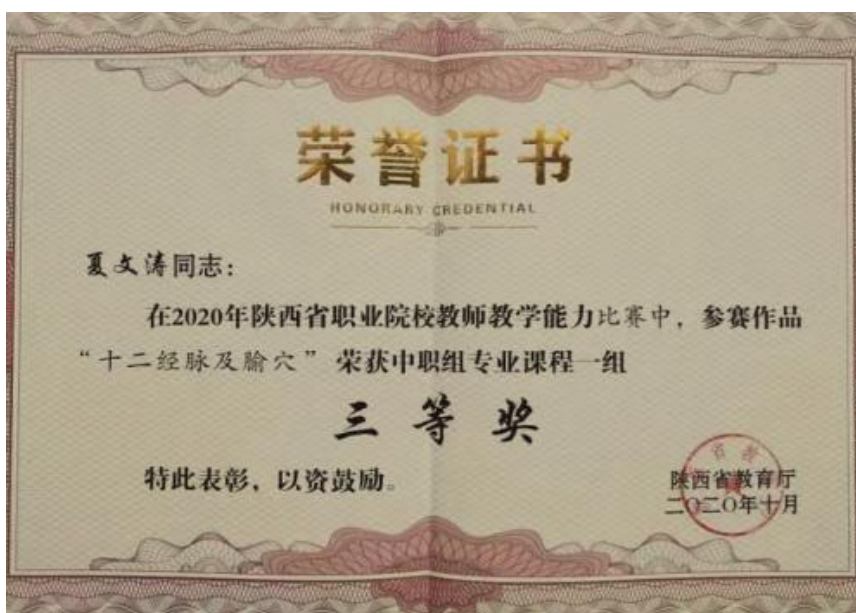 荣誉证书
HONORARY CREDENTIAL
夏文涛同志：
在2020年陕西省职业院校教师教学能力比赛中，参赛作品
“十二经脉及腧穴”荣获中职组专业课程一组
三等奖
特此表彰，以资鼓励。
陕西省教育厅
二〇二〇年十月